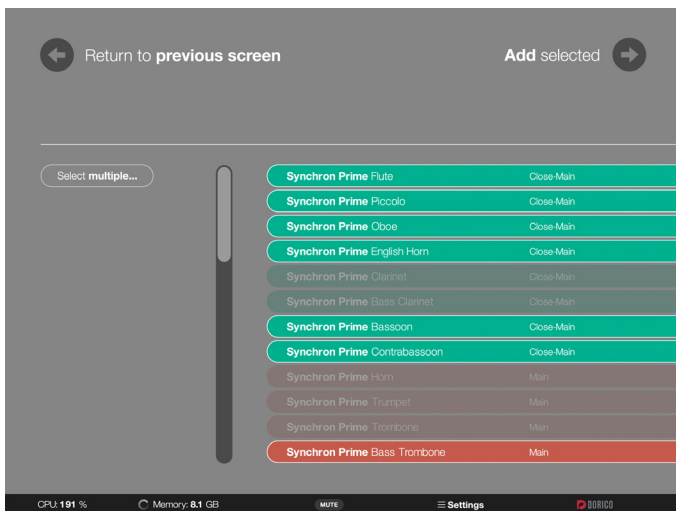 Return to previous screen
Add selected
Select multiple...
Synchron Prime Flute Close-Main
Synchron Prime Piccolo Close-Main
Synchron Prime Oboe Close-Main
Synchron Prime English Horn Close-Main
Synchron Prime Clarinet Close-Main
Synchron Prime Bass Clarinet Close-Main
Synchron Prime Bassoon Close-Main
Synchron Prime Contrabassoon Close-Main
Synchron Prime Horn Main
Synchron Prime Trumpet Main
Synchron Prime Trombone Main
Synchron Prime Bass Trombone Main
CPU: 191 % Memory: 8.1 GB MUTE Settings DORICO